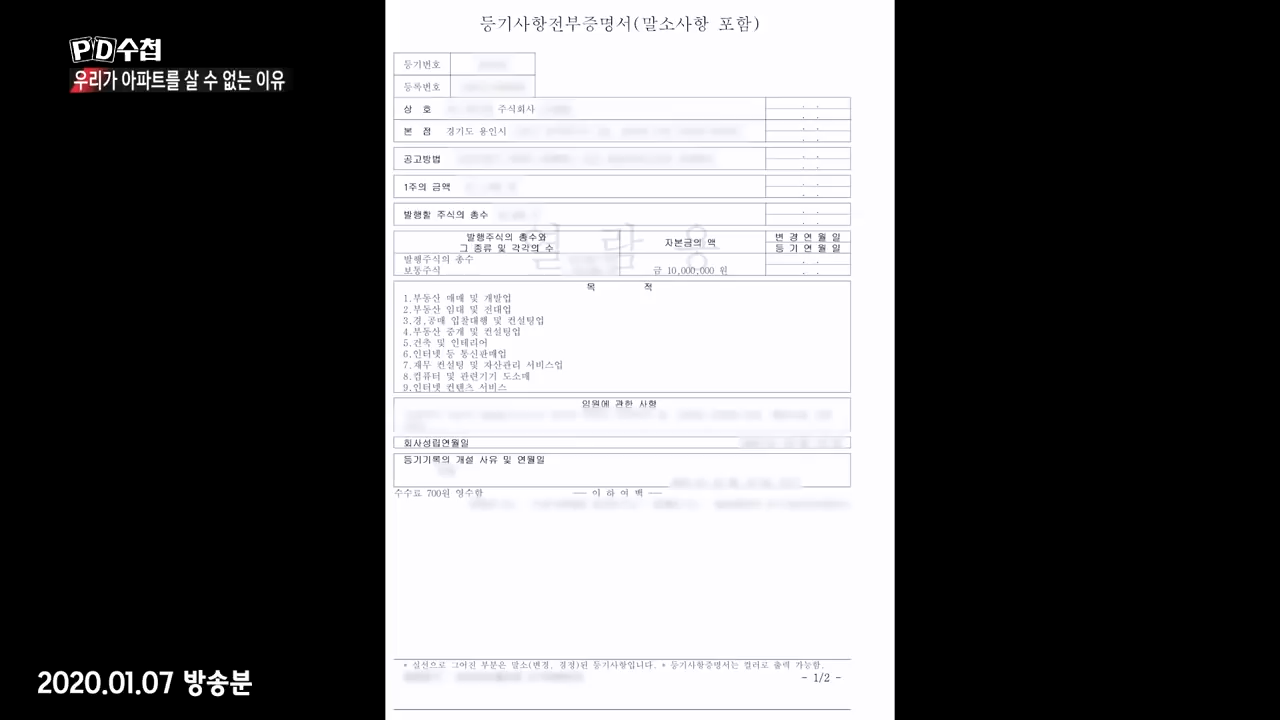 PD수첩
우리가 아파트를 살 수 없는 이유
등기사항전부증명서(말소사항 포함)
등기번호
등록번호
상 호 주식회사
본 점 경기도 용인시
공고방법
1주의 금액
발행할 주식의 총수
발행주식의 총수와
그 종류 및 각각의 수
자본금의 액
변 경 연 월 일
등 기 연 월 일
열 람 용
발행주식의 총수
보통주식
금 10,000,000 원
목 적
1.부동산 매매 및 개발업
2.부동산 임대 및 전대업
3.경,공매 입찰대행 및 컨설팅업
4.부동산 중개 및 컨설팅업
5.건축 및 인테리어
6.인터넷 등 통신판매업
7.재무 컨설팅 및 자산관리 서비스업
8.컴퓨터 및 관련기기 도소매
9.인터넷 컨텐츠 서비스
임원에 관한 사항
회사성립연월일
등기기록의 개설 사유 및 연월일
수수료 700원 영수함 ── 이 하 여 백 ──
* 실선으로 그어진 부분은 말소(변경, 경정)된 등기사항입니다. * 등기사항증명서는 컬러로 출력 가능함.
- 1/2 -
2020.01.07 방송분